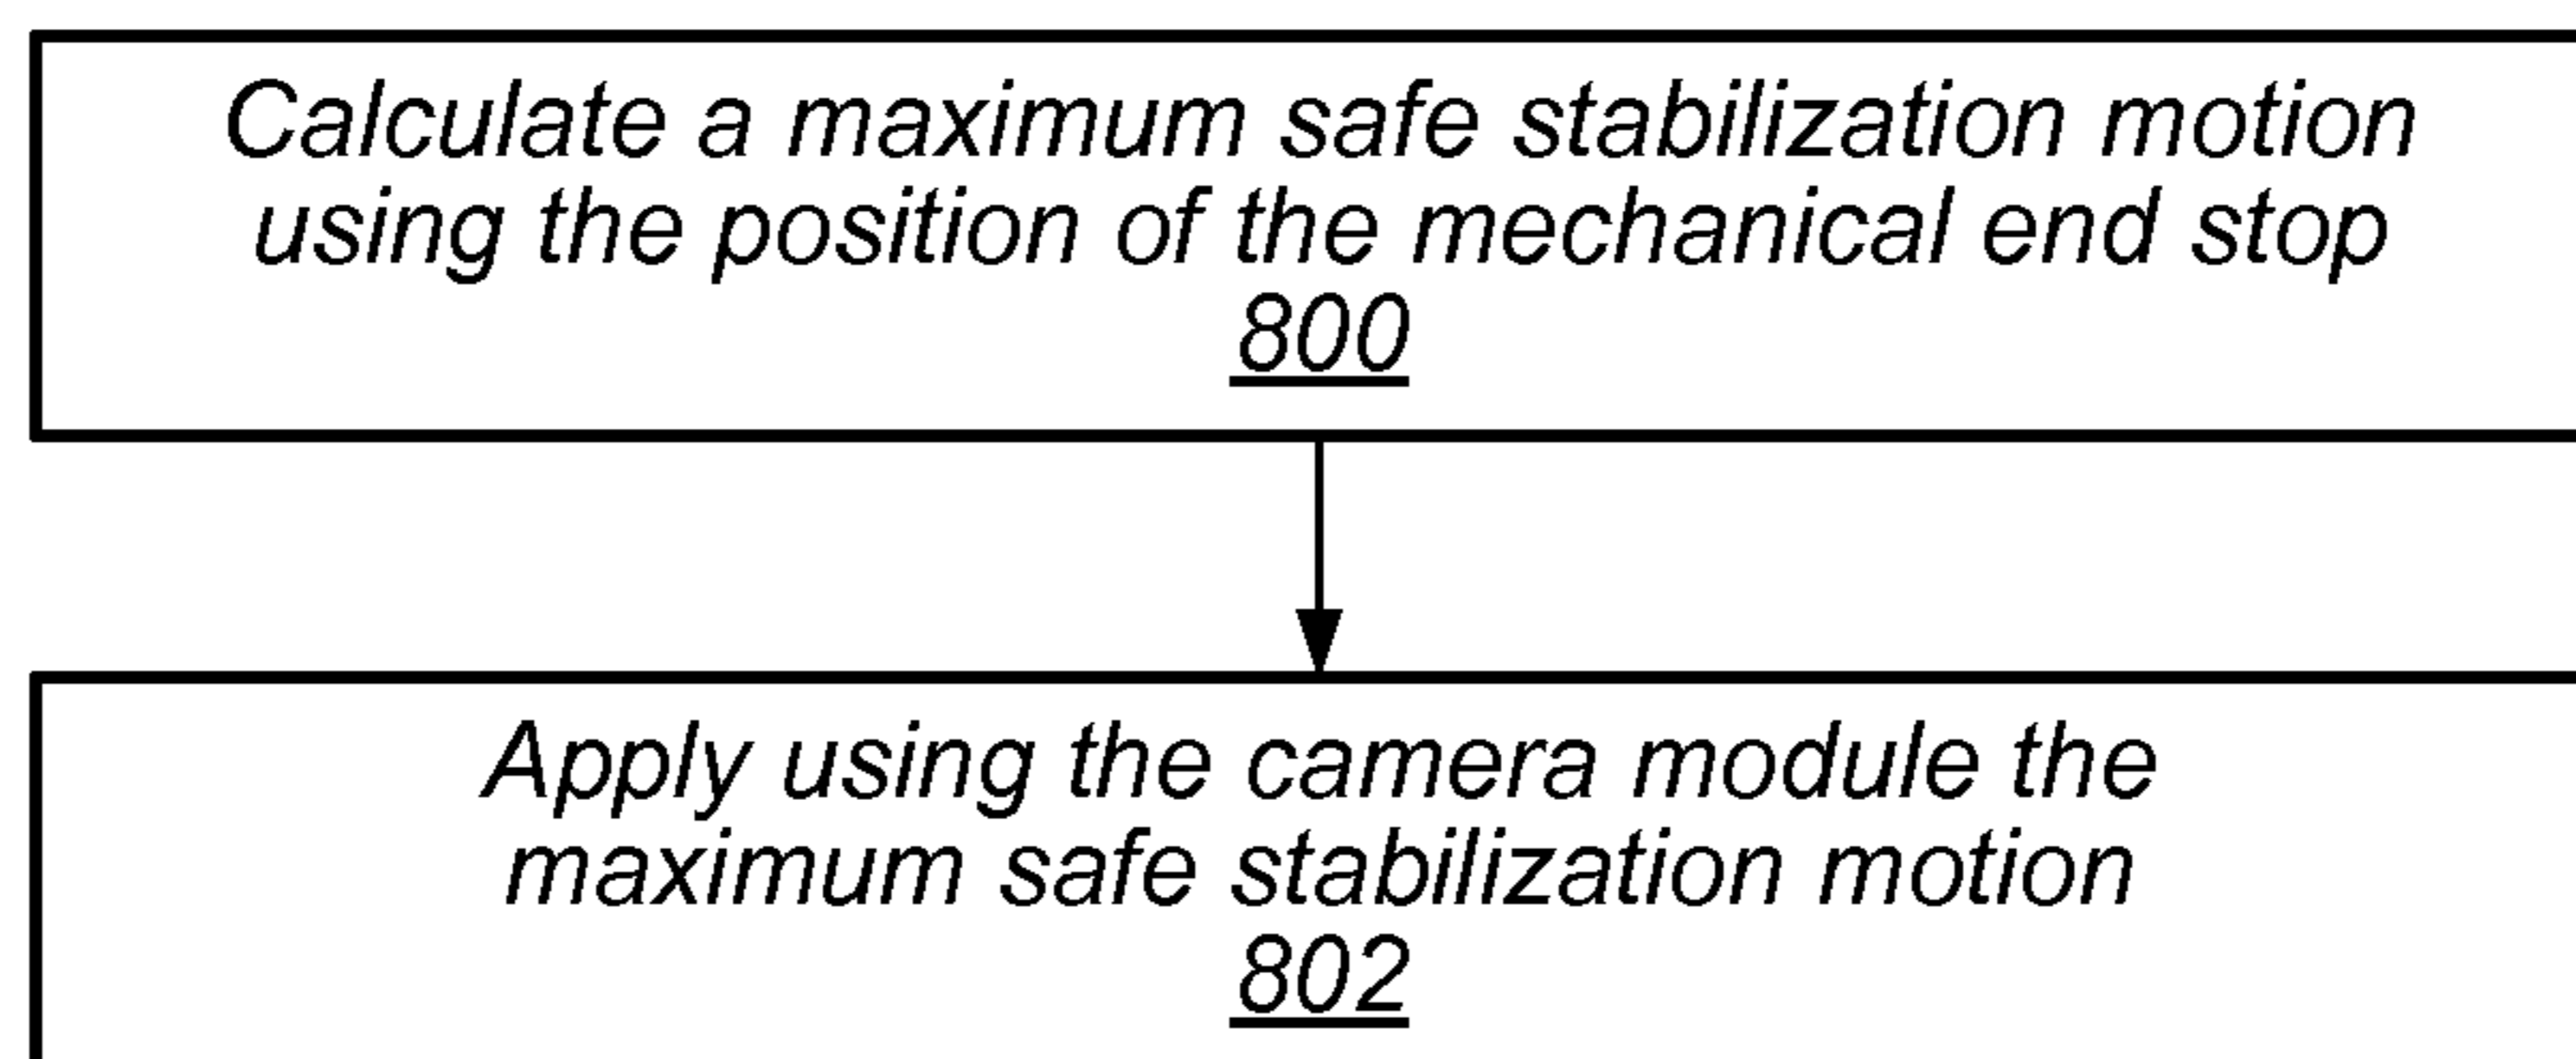 Calculate a maximum safe stabilization motion
using the position of the mechanical end stop
800
Apply using the camera module the
maximum safe stabilization motion
802